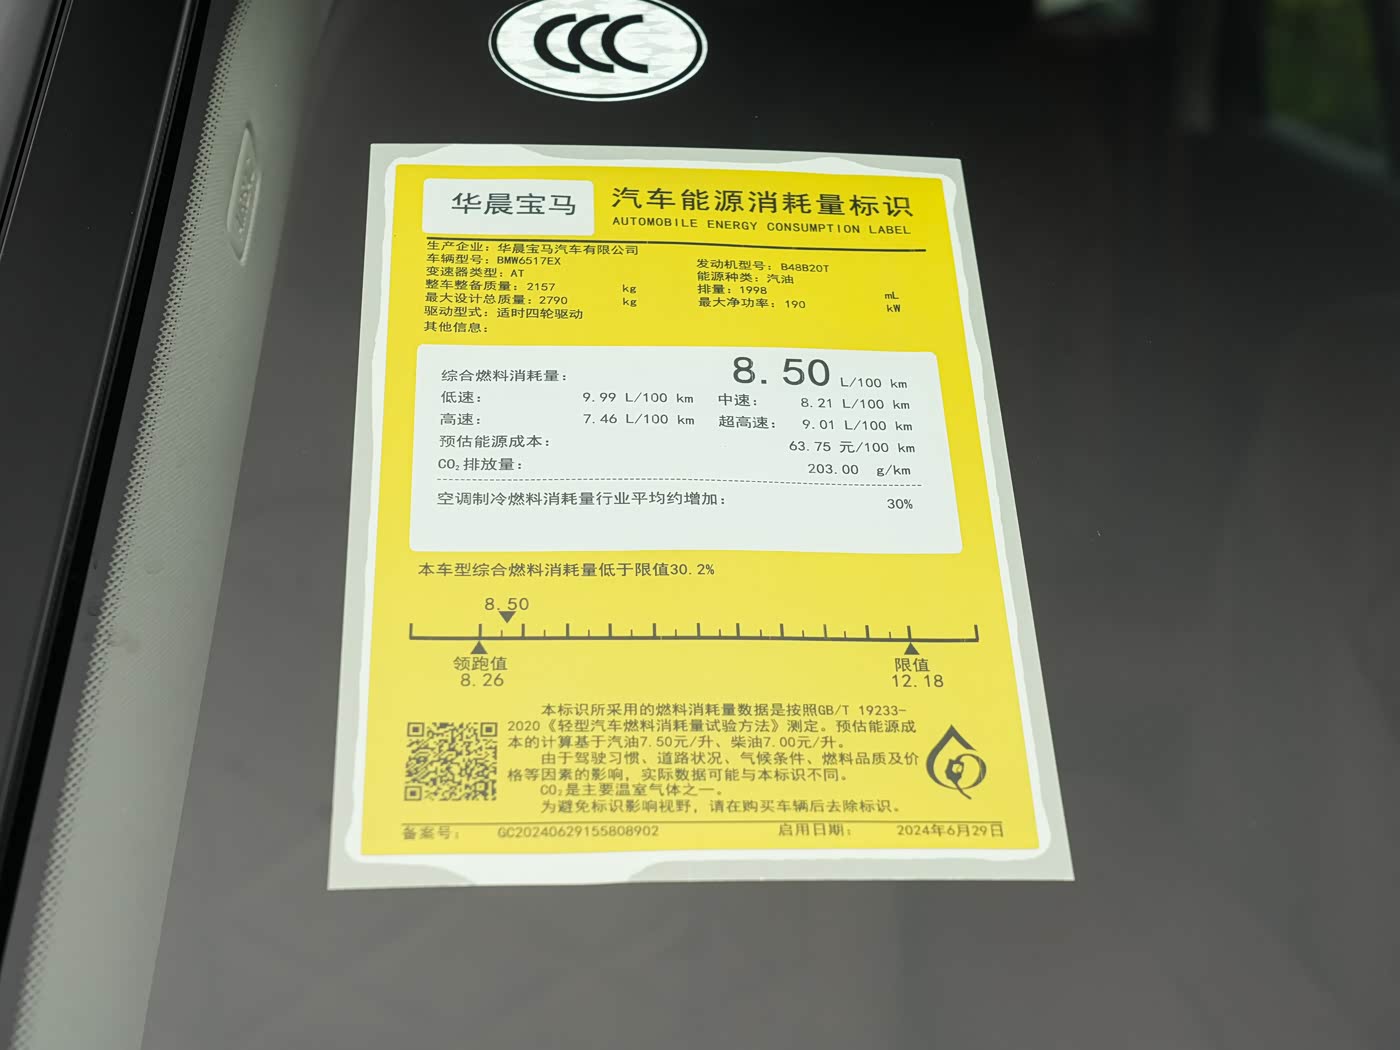 CCC
华晨宝马
汽车能源消耗量标识
AUTOMOBILE ENERGY CONSUMPTION LABEL
生产企业：华晨宝马汽车有限公司
车辆型号：BMW6517EX 发动机型号：B48B20T
变速器类型：AT 能源种类：汽油
整车整备质量：2157 kg 排量：1998 mL
最大设计总质量：2790 kg 最大净功率：190 kW
驱动型式：适时四轮驱动
其他信息：
综合燃料消耗量： 8.50 L/100 km
低速： 9.99 L/100 km 中速： 8.21 L/100 km
高速： 7.46 L/100 km 超高速： 9.01 L/100 km
预估能源成本： 63.75 元/100 km
CO₂排放量： 203.00 g/km
空调制冷燃料消耗量行业平均约增加： 30%
本车型综合燃料消耗量低于限值30.2%
8.50
领跑值 限值
8.26 12.18
本标识所采用的燃料消耗量数据是按照GB/T 19233-
2020《轻型汽车燃料消耗量试验方法》测定。预估能源成
本的计算基于汽油7.50元/升、柴油7.00元/升。
由于驾驶习惯、道路状况、气候条件、燃料品质及价
格等因素的影响，实际数据可能与本标识不同。
CO₂是主要温室气体之一。
为避免标识影响视野，请在购买车辆后去除标识。
备案号： GC20240629155808902 启用日期： 2024年6月29日